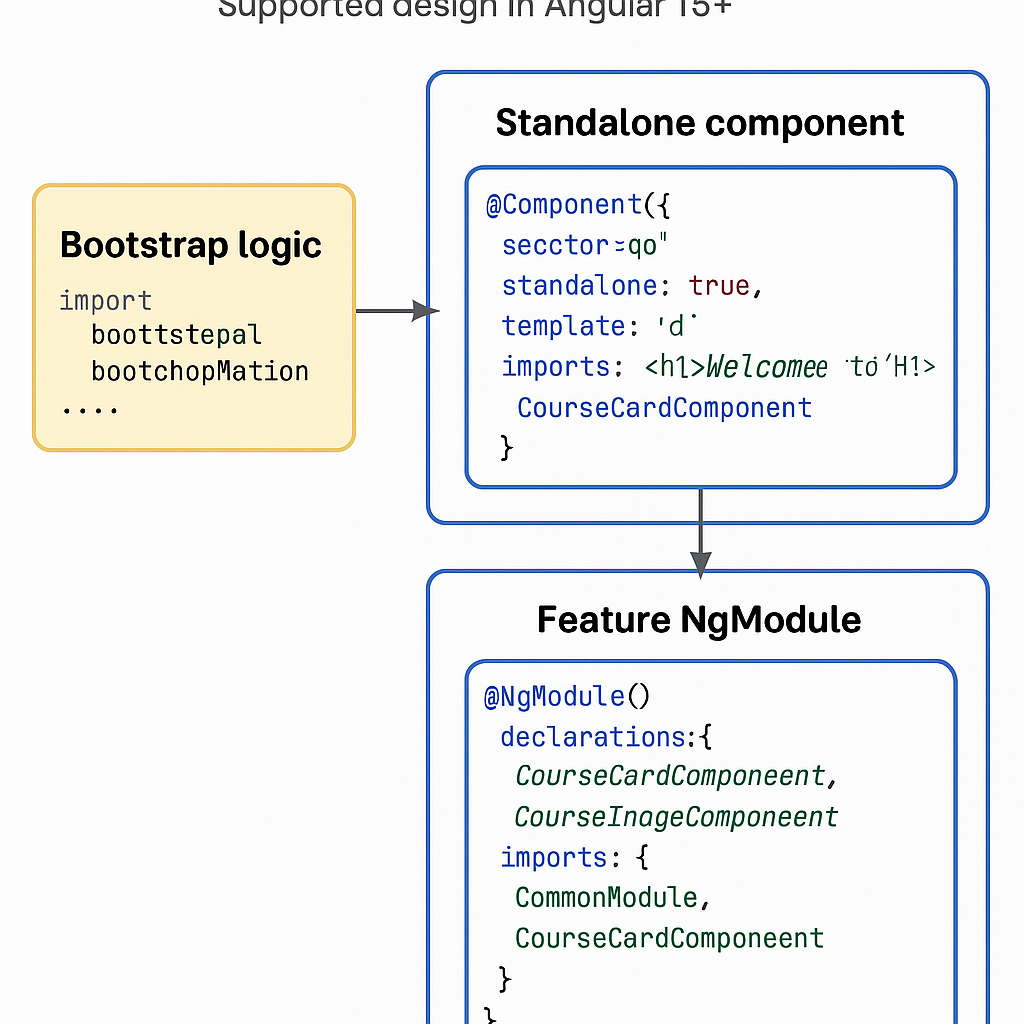 Supported design in Angular 15+
Standalone component
@Component({
secctor=qo"
standalone: true,
template: 'd'
imports: <h1>Welcomee to'H!>
CourseCardComponent
}
Bootstrap logic
import
boottstepal
bootchopMation
....
Feature NgModule
@NgModule()
declarations:{
CourseCardComponeent,
CourseInageComponeent
imports: {
CommonModule,
CourseCardComponeent
}
}